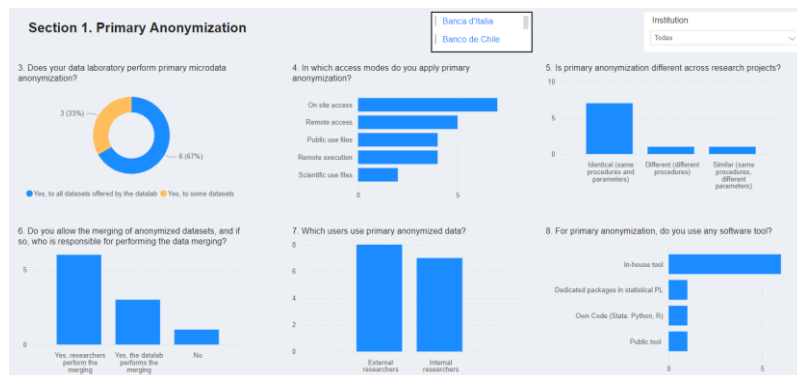 Section 1. Primary Anonymization
Banca d'Italia
Banco de Chile
Institution
Todas
3. Does your data laboratory perform primary microdata
anonymization?
3 (33%)
6 (67%)
Yes, to all datasets offered by the datalab
Yes, to some datasets
4. In which access modes do you apply primary
anonymization?
On site access
Remote access
Public use files
Remote execution
Scientific use files
0
5
5. Is primary anonymization different across research projects?
10
5
0
Identical (same
procedures and
parameters)
Different (different
procedures)
Similar (same
procedures,
different
parameters)
6. Do you allow the merging of anonymized datasets, and if
so, who is responsible for performing the data merging?
5
0
Yes, researchers
perform the
merging
Yes, the datalab
performs the
merging
No
7. Which users use primary anonymized data?
8
6
4
2
0
External
researchers
Internal
researchers
8. For primary anonymization, do you use any software tool?
In-house tool
Dedicated packages in statistical PL
Own Code (Stata. Python, R)
Public tool
0
5